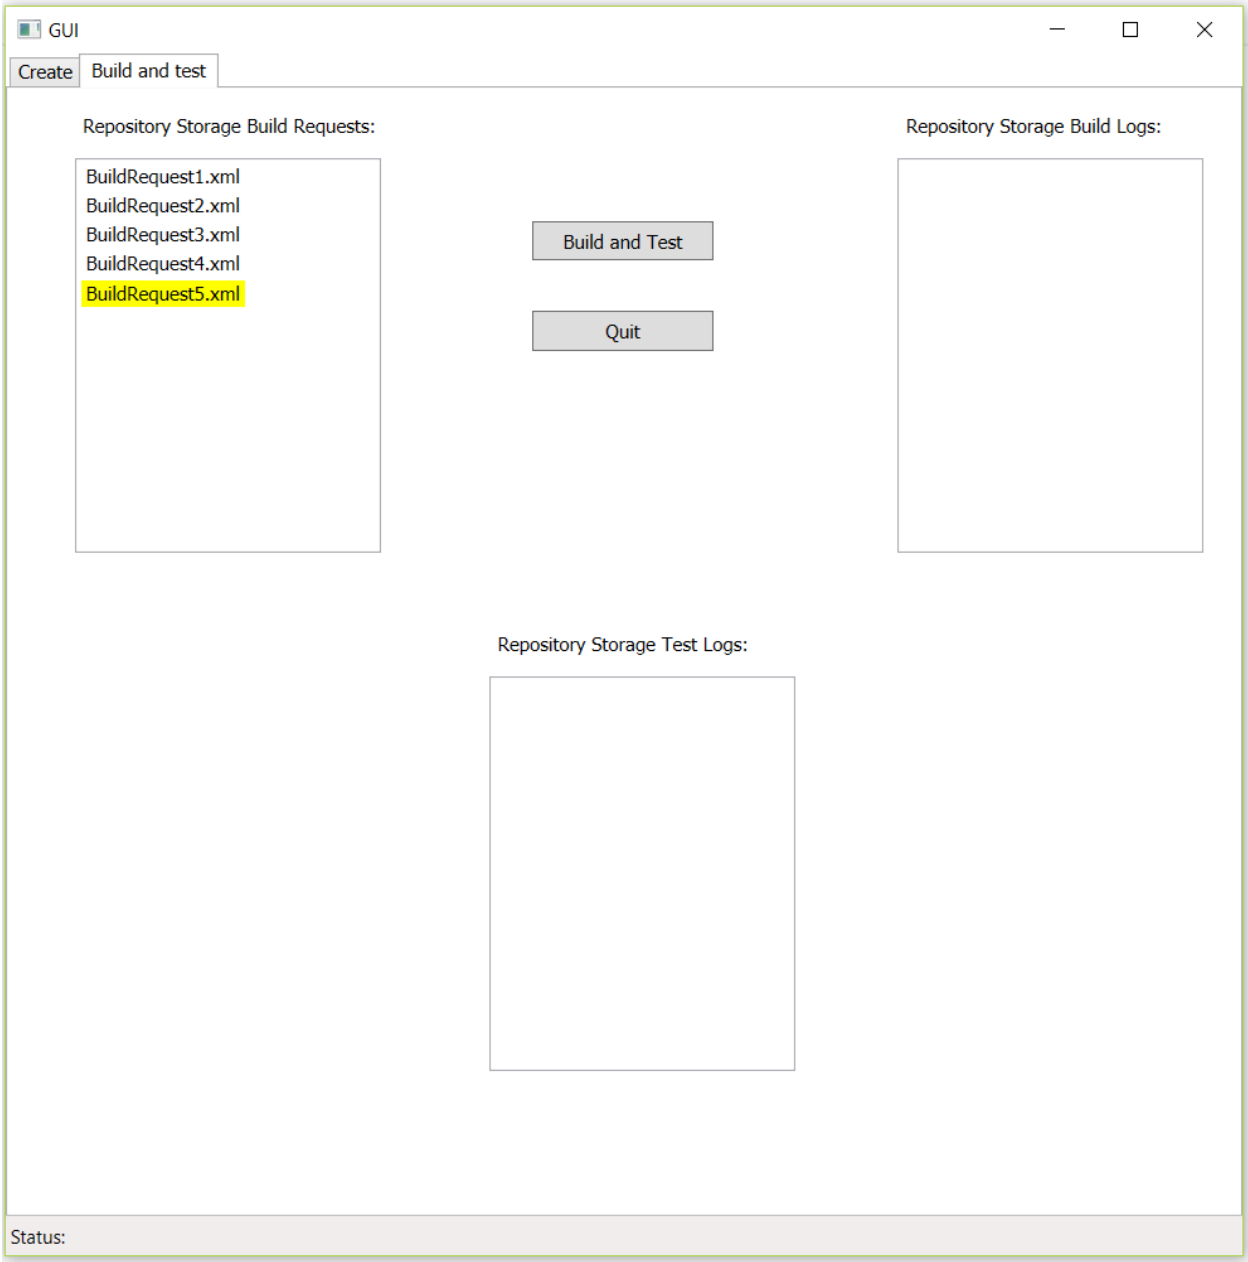 GUI
Create
Build and test
Repository Storage Build Requests:
Repository Storage Build Logs:
BuildRequest1.xml
BuildRequest2.xml
BuildRequest3.xml
BuildRequest4.xml
BuildRequest5.xml
Build and Test
Quit
Repository Storage Test Logs:
Status: